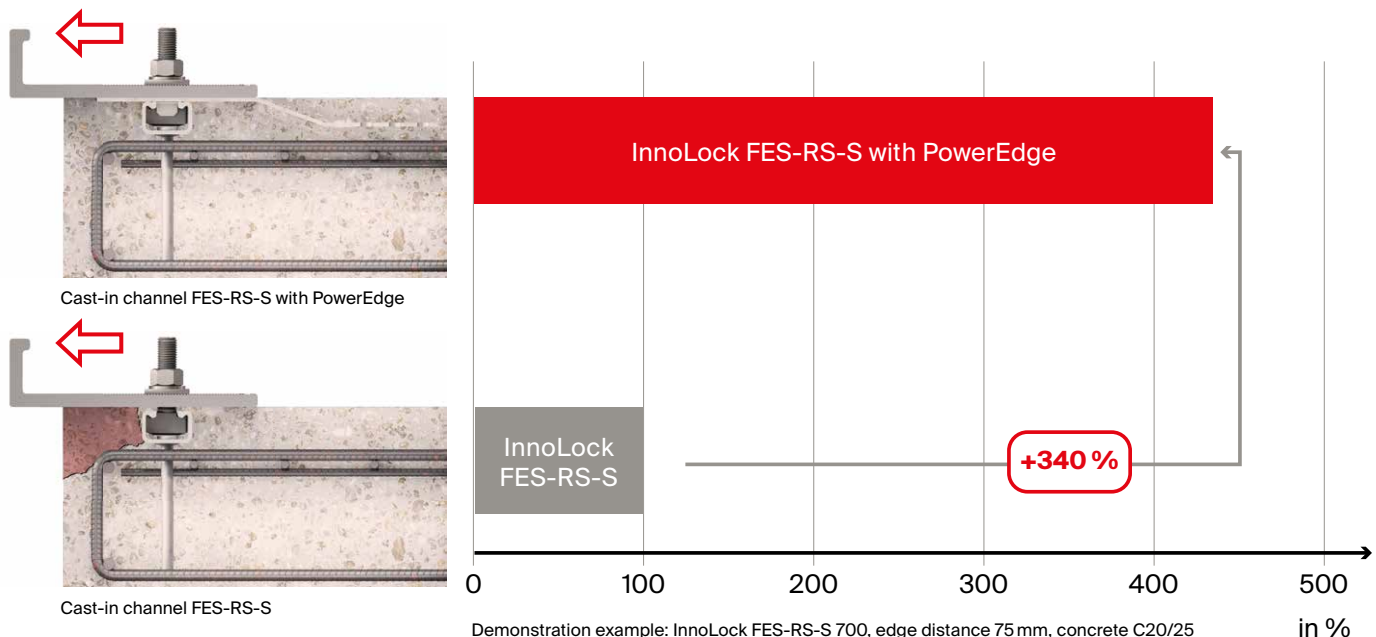 Cast-in channel FES-RS-S with PowerEdge
Cast-in channel FES-RS-S
InnoLock FES-RS-S with PowerEdge
InnoLock
FES-RS-S
+340 %
0 100 200 300 400 500
Demonstration example: InnoLock FES-RS-S 700, edge distance 75 mm, concrete C20/25
in %